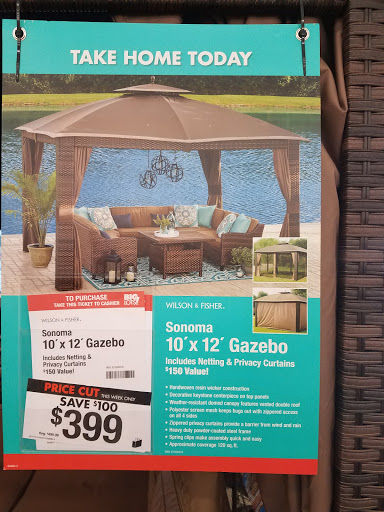 TAKE HOME TODAY
TO PURCHASE
TAKE THIS TICKET TO CASHIER
BIG LOTS!
WILSON & FISHER.
Sonoma
10´x 12´ Gazebo
Includes Netting &
Privacy Curtains
$150 Value!
PRICE CUT
THIS WEEK ONLY
SAVE $100
$399
WILSON & FISHER.
Sonoma
10´x 12´ Gazebo
Includes Netting & Privacy Curtains
$150 Value!
• Handwoven resin wicker construction
• Decorative keystone centerpiece on top panels
• Weather-resistant domed canopy features vented double roof
• Polyester screen mesh keeps bugs out with zippered access
on all 4 sides
• Zippered privacy curtains provide a barrier from wind and rain
• Heavy duty powder-coated steel frame
• Spring clips make assembly quick and easy
• Approximate coverage 120 sq. ft.